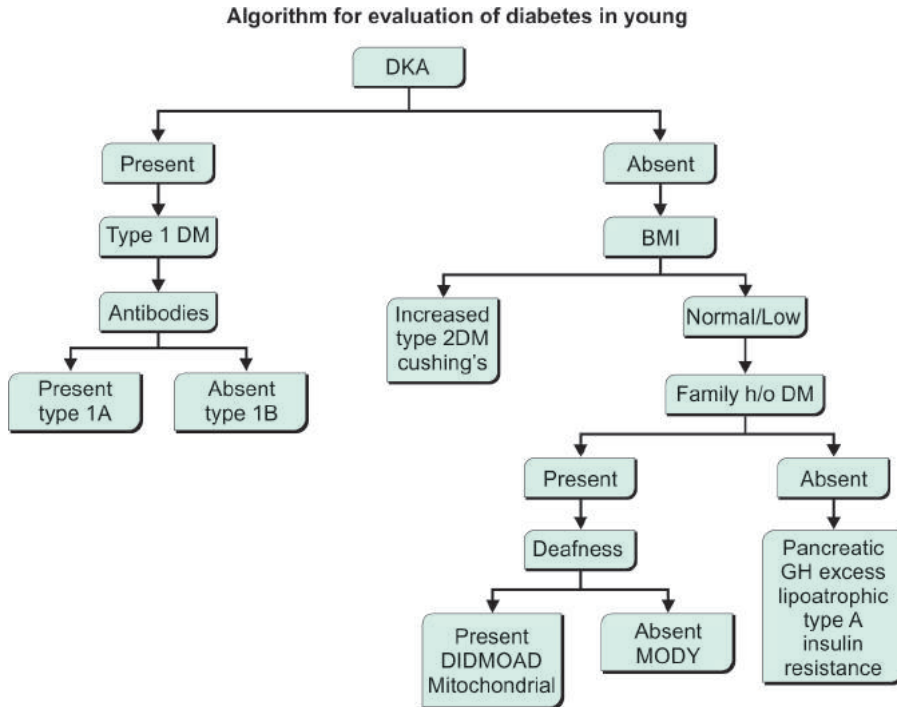 Algorithm for evaluation of diabetes in young
DKA
Present
Absent
Type 1 DM
BMI
Antibodies
Increased
type 2DM
cushing's
Normal/Low
Present
type 1A
Absent
type 1B
Family h/o DM
Present
Absent
Deafness
Pancreatic
GH excess
lipoatrophic
type A
insulin
resistance
Present
DIDMOAD
Mitochondrial
Absent
MODY